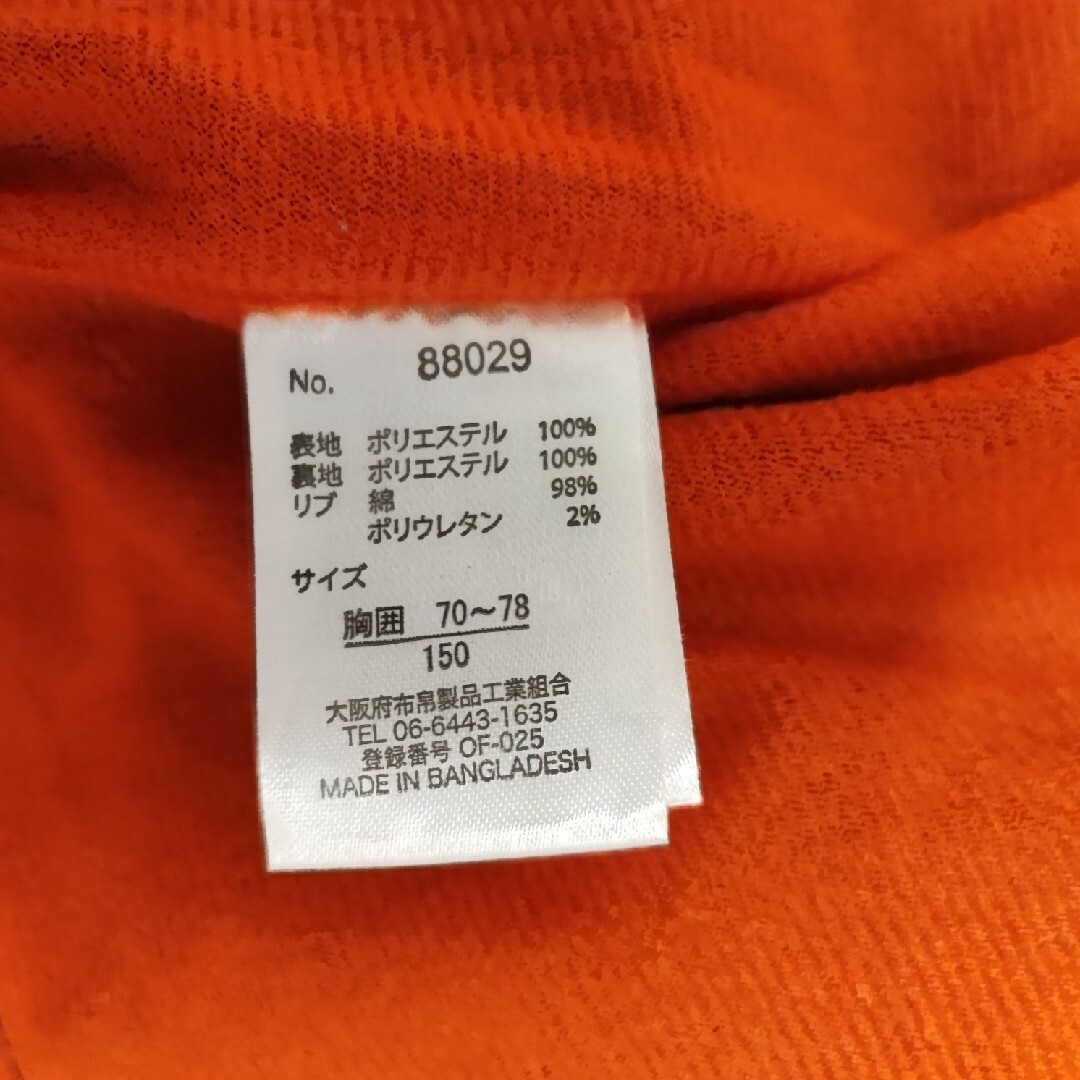 No. 88029
表地 ポリエステル 100%
裏地 ポリエステル 100%
リブ 綿 98%
ポリウレタン 2%
サイズ
胸囲 70〜78
150
大阪府布帛製品工業組合
TEL 06-6443-1635
登録番号 OF-025
MADE IN BANGLADESH